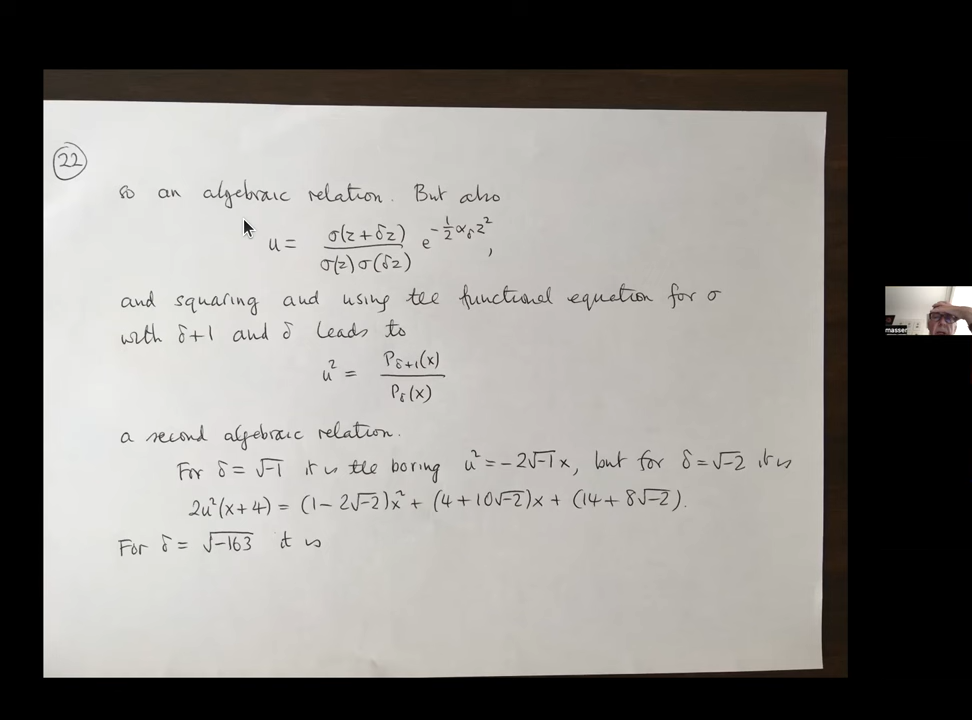 22
so an algebraic relation. But also
u = σ(z+δz) / σ(z)σ(δz) e^{-½ α_δ z²},
and squaring and using the functional equation for σ
with δ+1 and δ leads to
u² = P_{δ+1}(x) / P_δ(x)
a second algebraic relation.
For δ = √-1 it is the boring u² = -2√-1 x, but for δ = √-2 it is
2u²(x+4) = (1-2√-2)x² + (4+10√-2)x + (14+8√-2).
For δ = √-163 it is
masser